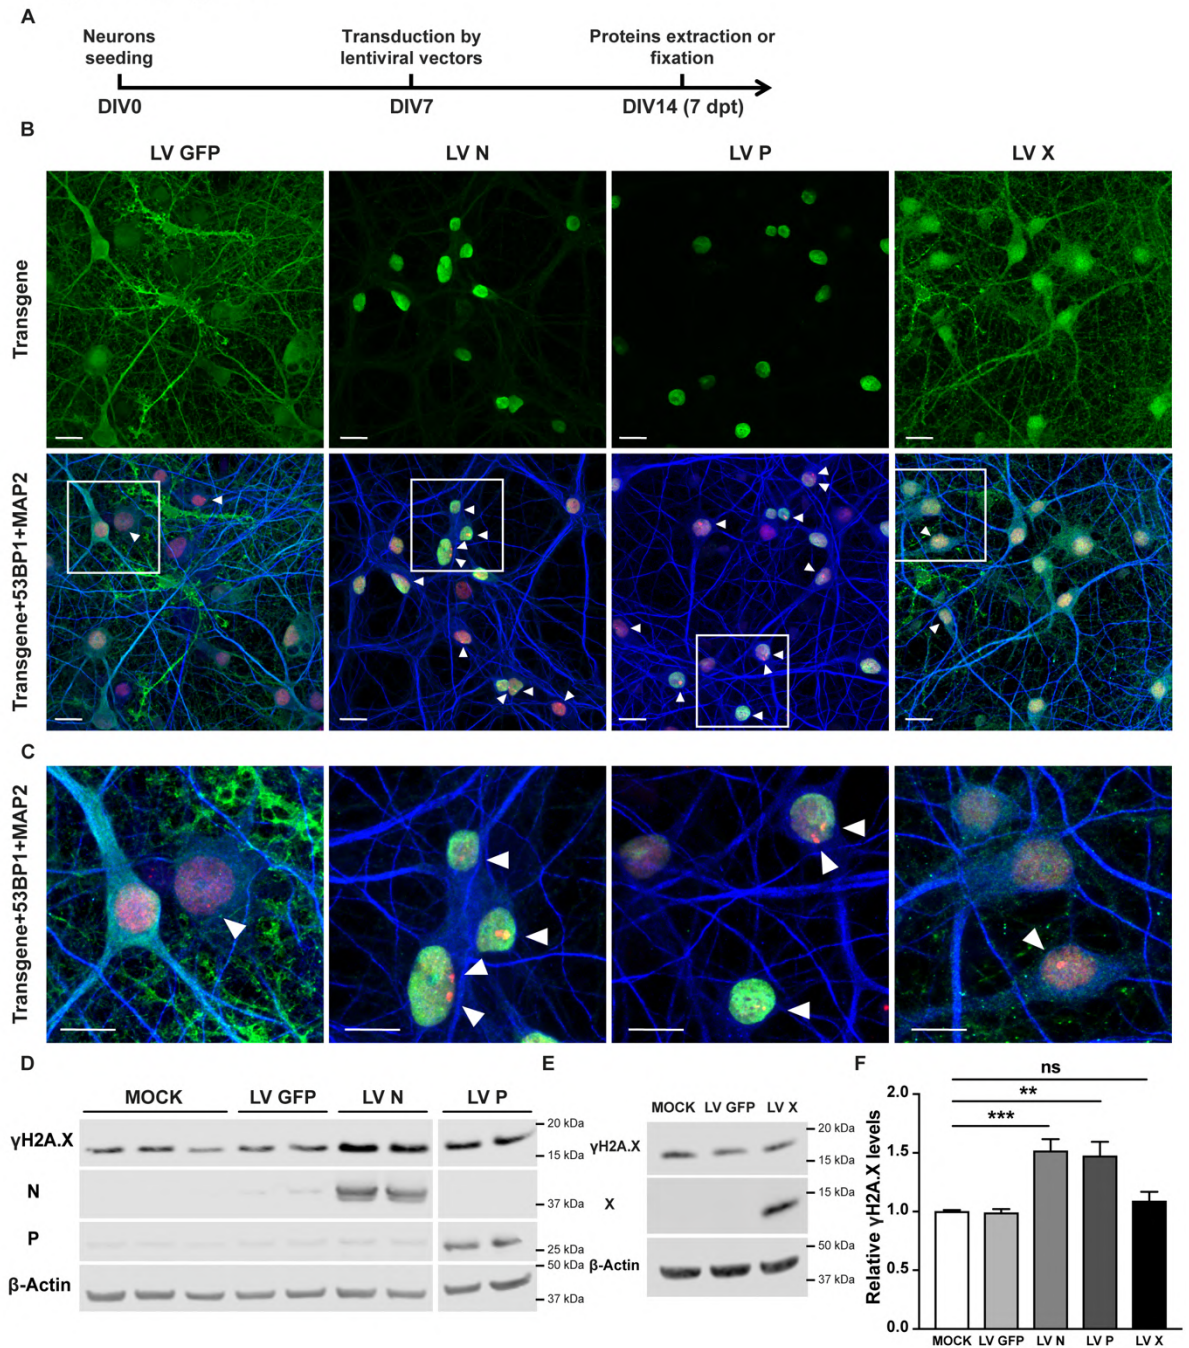 A
Neurons seeding
Transduction by lentiviral vectors
Proteins extraction or fixation
DIV0
DIV7
DIV14 (7 dpt)
B
LV GFP
LV N
LV P
LV X
Transgene
Transgene+53BP1+MAP2
C
Transgene+53BP1+MAP2
D
MOCK
LV GFP
LV N
LV P
γH2A.X
20 kDa
15 kDa
N
37 kDa
P
25 kDa
50 kDa
β-Actin
37 kDa
E
MOCK
LV GFP
LV X
γH2A.X
20 kDa
15 kDa
X
15 kDa
β-Actin
50 kDa
37 kDa
F
Relative γH2A.X levels
2.0
1.5
1.0
0.5
0.0
ns
**
***
MOCK
LV GFP
LV N
LV P
LV X